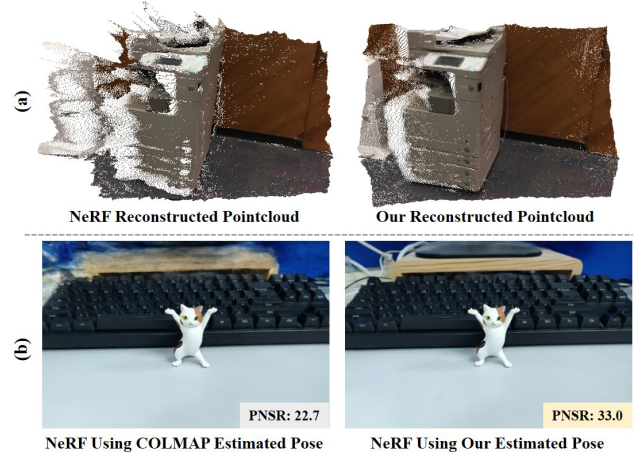 (a)
NeRF Reconstructed Pointcloud
Our Reconstructed Pointcloud
(b)
PNSR: 22.7
PNSR: 33.0
NeRF Using COLMAP Estimated Pose
NeRF Using Our Estimated Pose